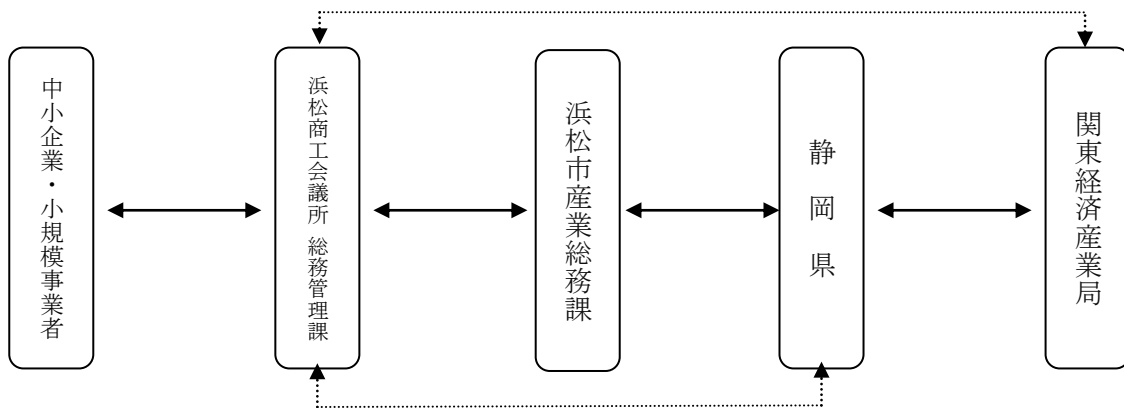 中小企業・小規模事業者
浜松商工会議所 総務管理課
浜松市産業総務課
静岡県
関東経済産業局